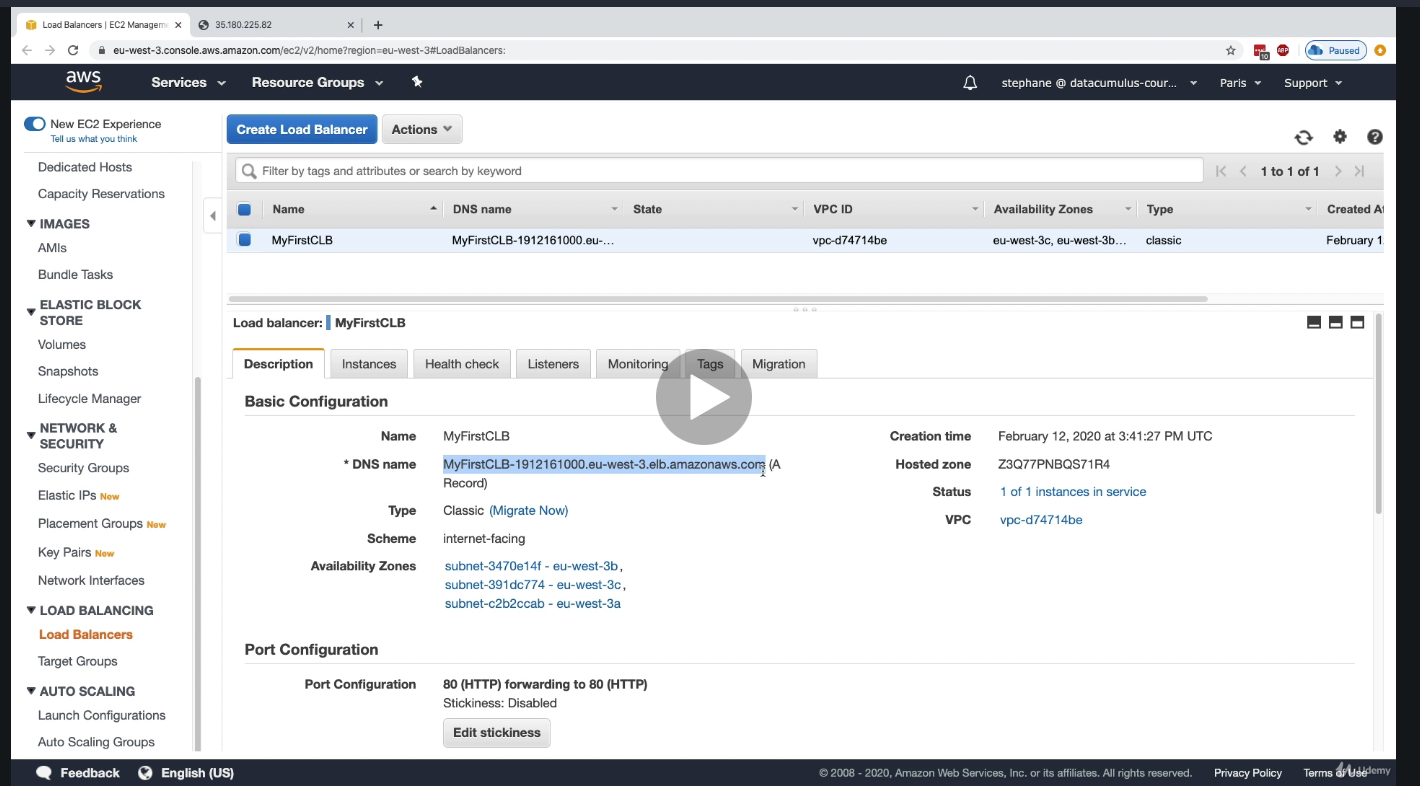 Load Balancers | EC2 Managem
35.180.225.82
eu-west-3.console.aws.amazon.com/ec2/v2/home?region=eu-west-3#LoadBalancers:
10
ABP
Paused
aws
Services
Resource Groups
stephane @ datacumulus-cour...
Paris
Support
New EC2 Experience
Tell us what you think
Dedicated Hosts
Capacity Reservations
IMAGES
AMIs
Bundle Tasks
ELASTIC BLOCK
STORE
Volumes
Snapshots
Lifecycle Manager
NETWORK &
SECURITY
Security Groups
Elastic IPs New
Placement Groups New
Key Pairs New
Network Interfaces
LOAD BALANCING
Load Balancers
Target Groups
AUTO SCALING
Launch Configurations
Auto Scaling Groups
Create Load Balancer
Actions
Filter by tags and attributes or search by keyword
1 to 1 of 1
Name DNS name State VPC ID Availability Zones Type Created At
MyFirstCLB MyFirstCLB-1912161000.eu-... vpc-d74714be eu-west-3c, eu-west-3b... classic February 1
Load balancer: MyFirstCLB
Description Instances Health check Listeners Monitoring Tags Migration
Basic Configuration
Name MyFirstCLB
* DNS name MyFirstCLB-1912161000.eu-west-3.elb.amazonaws.com (A
Record)
Type Classic (Migrate Now)
Scheme internet-facing
Availability Zones subnet-3470e14f - eu-west-3b,
subnet-391dc774 - eu-west-3c,
subnet-c2b2ccab - eu-west-3a
Creation time February 12, 2020 at 3:41:27 PM UTC
Hosted zone Z3Q77PNBQS71R4
Status 1 of 1 instances in service
VPC vpc-d74714be
Port Configuration
Port Configuration 80 (HTTP) forwarding to 80 (HTTP)
Stickiness: Disabled
Edit stickiness
Feedback
English (US)
© 2008 - 2020, Amazon Web Services, Inc. or its affiliates. All rights reserved.
Privacy Policy
Terms of Use
Udemy